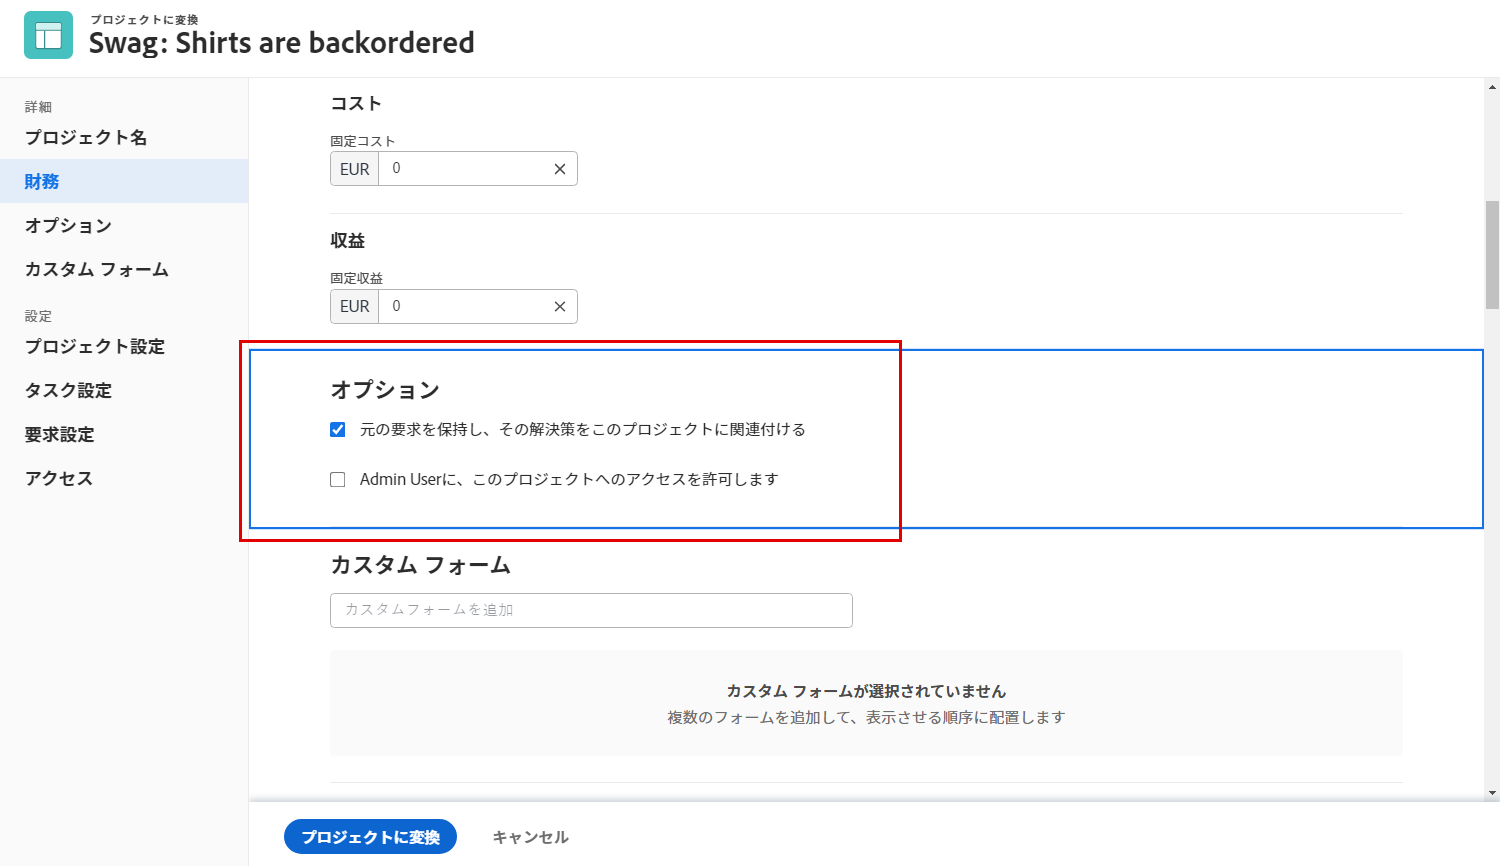 プロジェクトに変換
Swag: Shirts are backordered
詳細
プロジェクト名
財務
オプション
カスタム フォーム
設定
プロジェクト設定
タスク設定
要求設定
アクセス
コスト
固定コスト
EUR 0
収益
固定収益
EUR 0
オプション
元の要求を保持し、その解決策をこのプロジェクトに関連付ける
Admin Userに、このプロジェクトへのアクセスを許可します
カスタム フォーム
カスタムフォームを追加
カスタム フォームが選択されていません
複数のフォームを追加して、表示させる順序に配置します
プロジェクトに変換
キャンセル